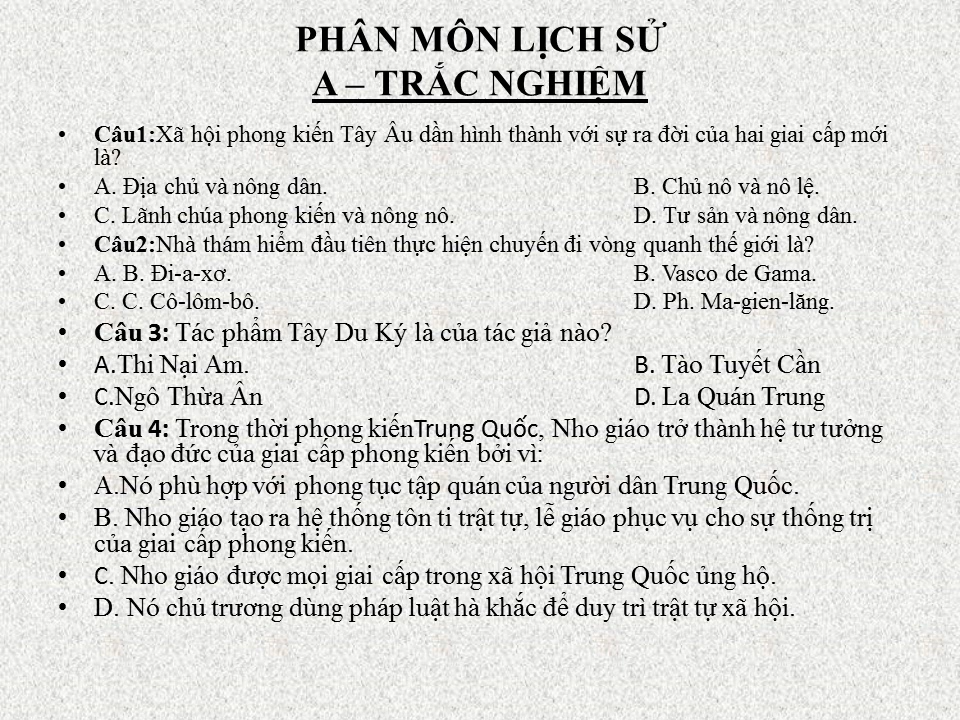 PHÂN MÔN LỊCH SỬ
A – TRẮC NGHIỆM
• Câu1:Xã hội phong kiến Tây Âu dần hình thành với sự ra đời của hai giai cấp mới
là?
• A. Địa chủ và nông dân. B. Chủ nô và nô lệ.
• C. Lãnh chúa phong kiến và nông nô. D. Tư sản và nông dân.
• Câu2:Nhà thám hiểm đầu tiên thực hiện chuyến đi vòng quanh thế giới là?
• A. B. Đi-a-xơ. B. Vasco de Gama.
• C. C. Cô-lôm-bô. D. Ph. Ma-gien-lăng.
• Câu 3: Tác phẩm Tây Du Ký là của tác giả nào?
• A.Thi Nại Am. B. Tào Tuyết Cần
• C.Ngô Thừa Ân D. La Quán Trung
• Câu 4: Trong thời phong kiếnTrung Quốc, Nho giáo trở thành hệ tư tưởng
và đạo đức của giai cấp phong kiến bởi vì:
• A.Nó phù hợp với phong tục tập quán của người dân Trung Quốc.
• B. Nho giáo tạo ra hệ thống tôn ti trật tự, lễ giáo phục vụ cho sự thống trị
của giai cấp phong kiến.
• C. Nho giáo được mọi giai cấp trong xã hội Trung Quốc ủng hộ.
• D. Nó chủ trương dùng pháp luật hà khắc để duy trì trật tự xã hội.